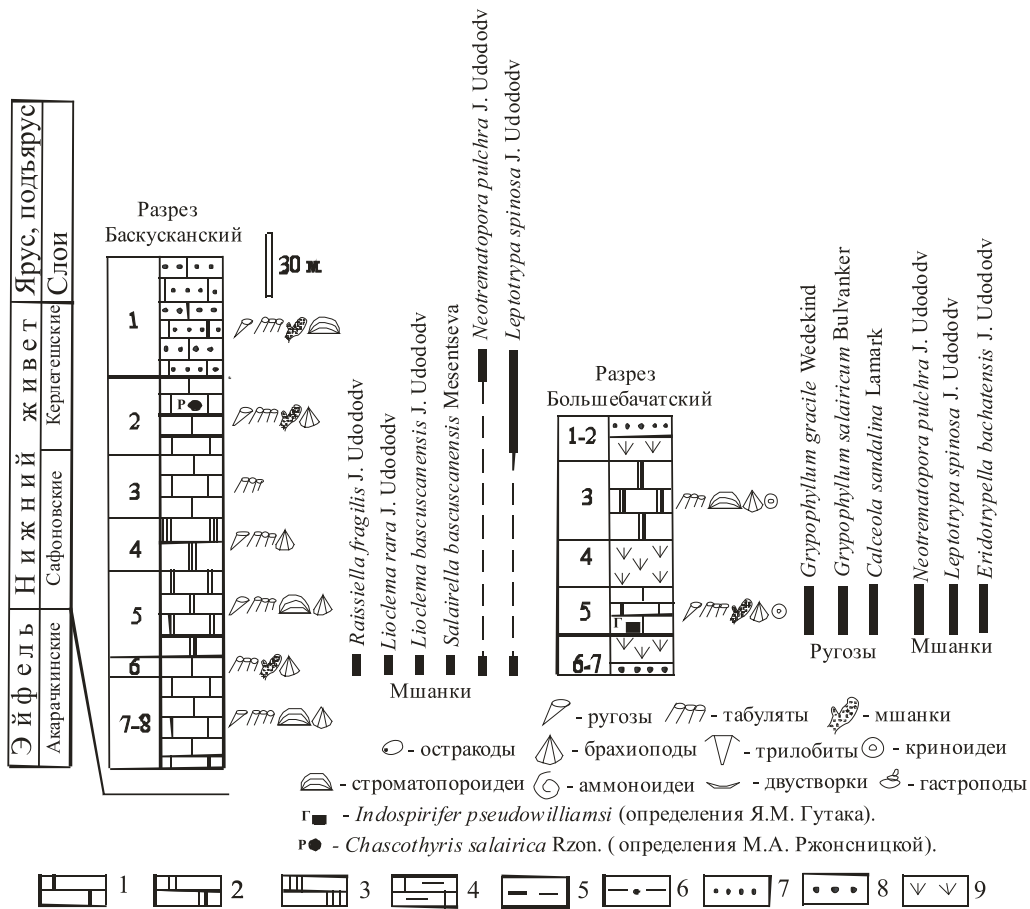 Ярус, подъярус
Слои
Нижний живет
Эйфель
Керлегешские
Сафоновские
Акарачкинские
Разрез
Баскусканский
30 м.
1
2
3
4
5
6
7-8
Р
Raissiella fragilis J. Udododv
Lioclema rara J. Udododv
Lioclema bascuscanensis J. Udododv
Salairella bascuscanensis Mesentseva
Neotrematopora pulchra J. Udododv
Leptotrypa spinosa J. Udododv
Мшанки
Разрез
Большебачатский
1-2
3
4
5
6-7
Г
Grypophyllum gracile Wedekind
Grypophyllum salairicum Bulvanker
Calceola sandalina Lamark
Neotrematopora pulchra J. Udododv
Leptotrypa spinosa J. Udododv
Eridotrypella bachatensis J. Udododv
Ругозы
Мшанки
- ругозы - табуляты - мшанки
- остракоды - брахиоподы - трилобиты - криноидеи
- строматопороидеи - аммоноидеи - двустворки - гастроподы
Г - Indospirifer pseudowilliamsi (определения Я.М. Гутака).
Р - Chascothyris salairica Rzon. ( определения М.А. Ржонсницкой).
1 2 3 4 5 6 7 8 9